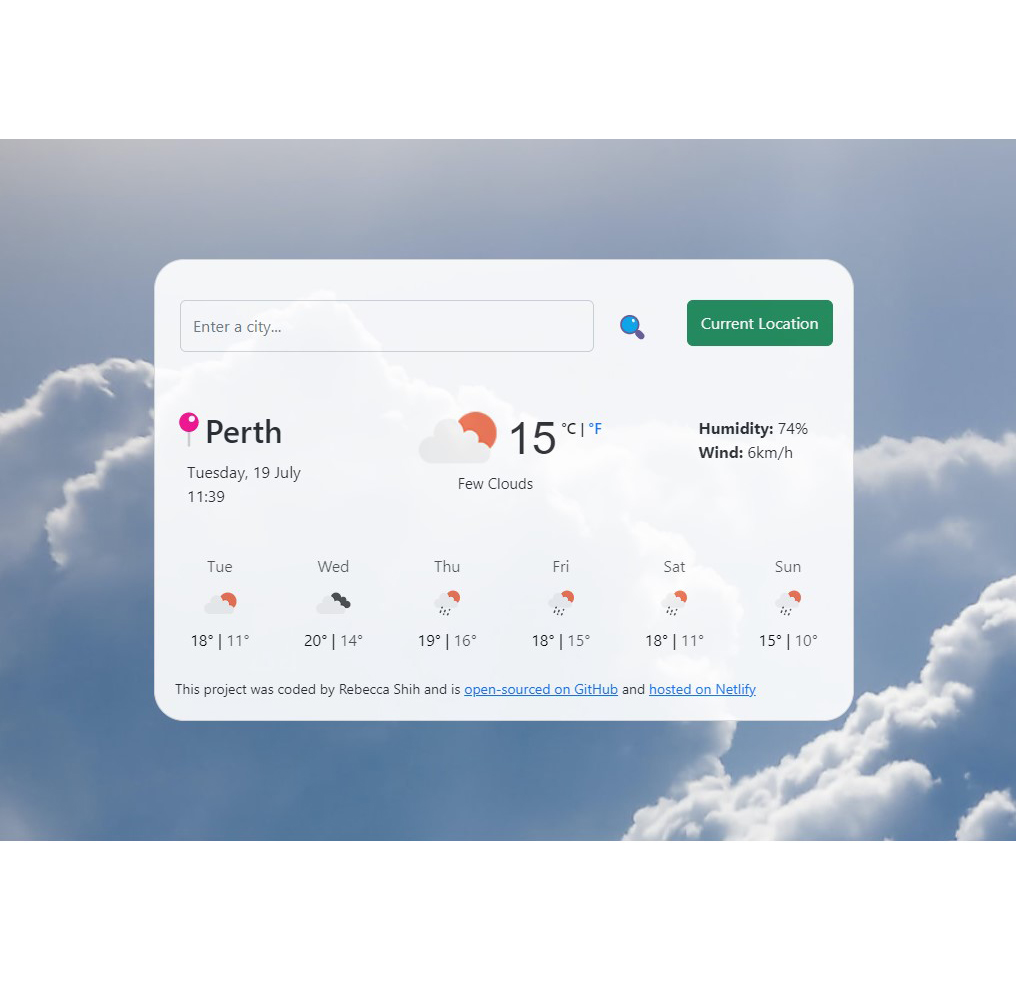 Enter a city...
Current Location
Perth
Tuesday, 19 July
11:39
15 °C | °F
Few Clouds
Humidity: 74%
Wind: 6km/h
Tue Wed Thu Fri Sat Sun
18° | 11° 20° | 14° 19° | 16° 18° | 15° 18° | 11° 15° | 10°
This project was coded by Rebecca Shih and is open-sourced on GitHub and hosted on Netlify